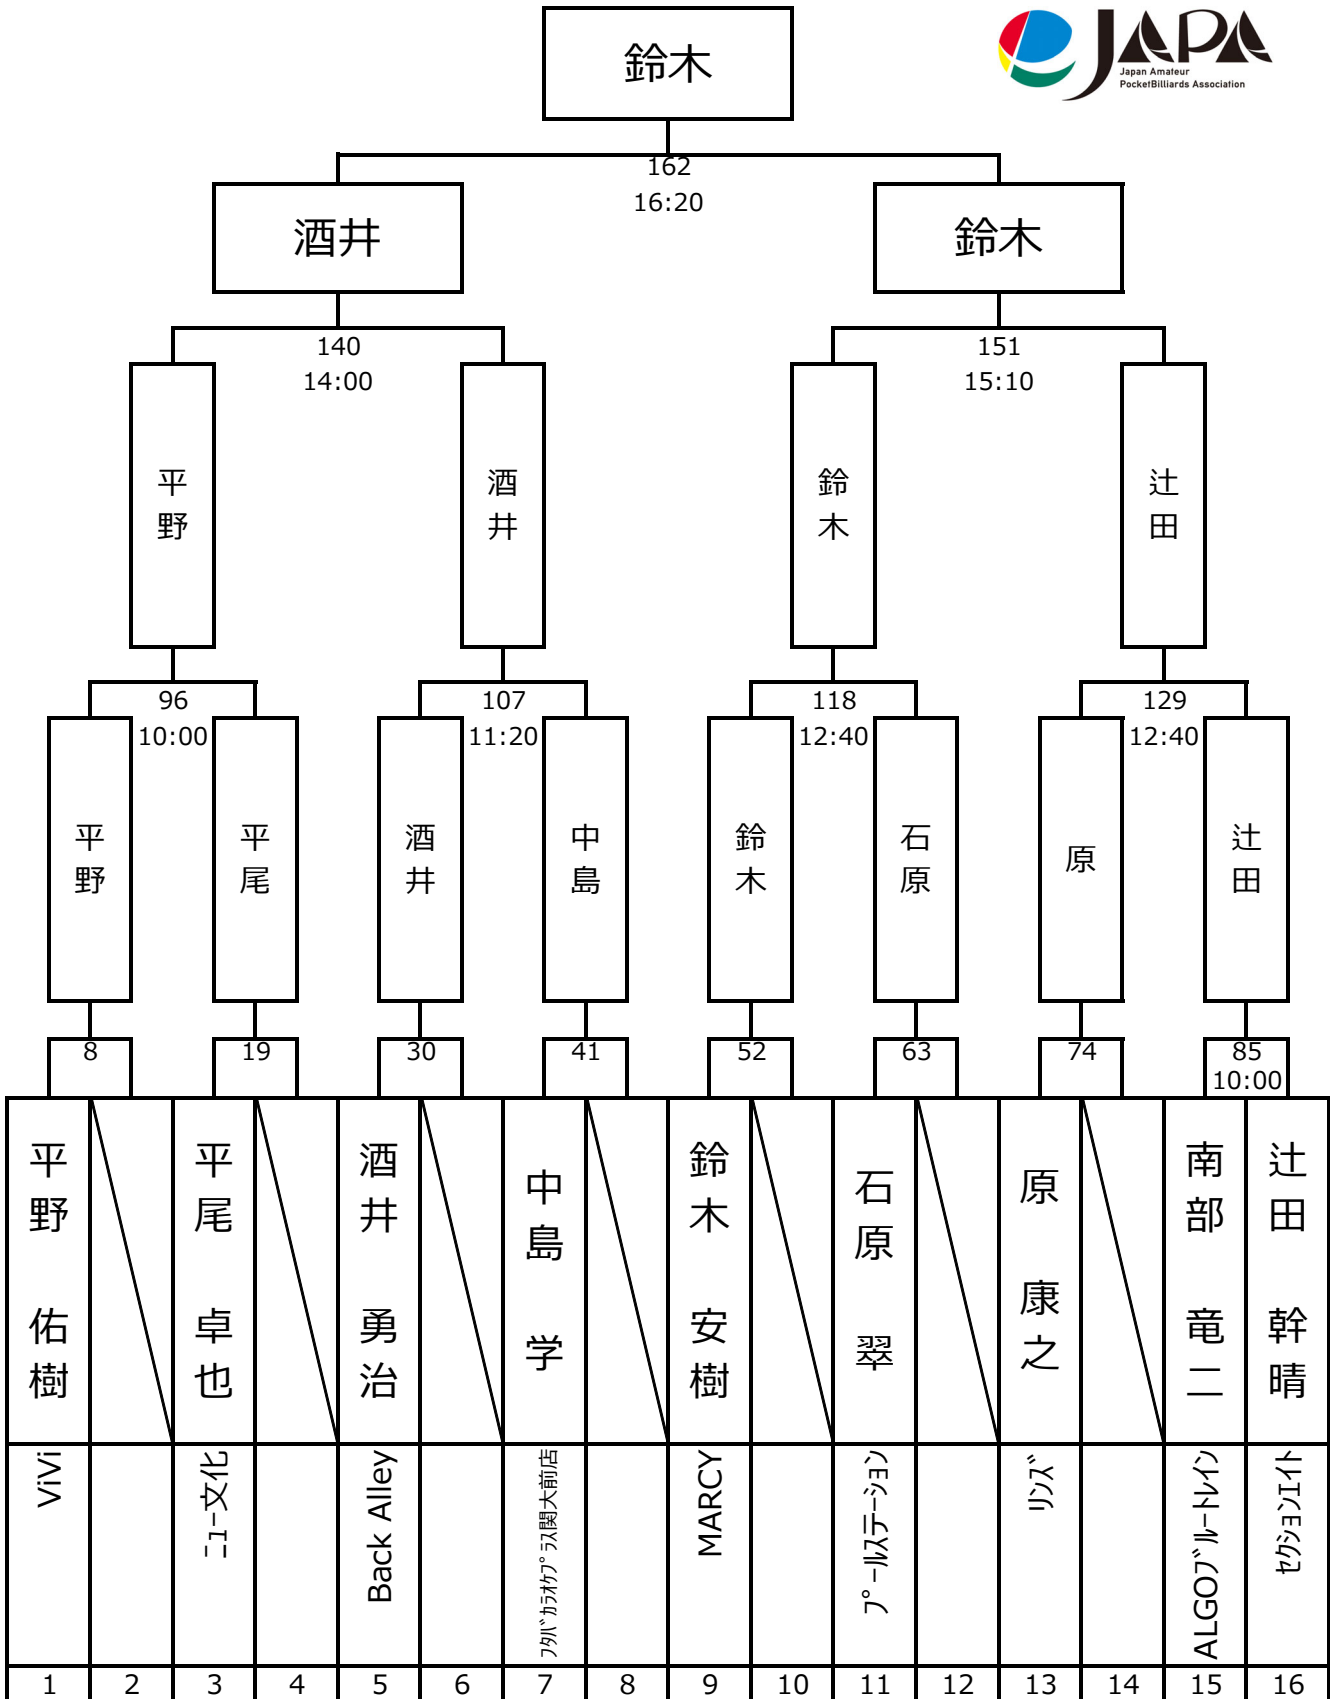 鈴木
JAPA
Japan Amateur
PocketBilliards Association
162
16:20
酒井
鈴木
140
14:00
151
15:10
平野
酒井
鈴木
辻田
96
10:00
107
11:20
118
12:40
129
12:40
平野
平尾
酒井
中島
鈴木
石原
原
辻田
8
19
30
41
52
63
74
85
10:00
平野 佑樹
平尾 卓也
酒井 勇治
中島 学
鈴木 安樹
石原 翠
原 康之
南部 竜二
辻田 幹晴
ViVi
ニュー文化
Back Alley
ﾌﾀﾊﾞｶﾗｵｹﾌﾟﾗｽ関大前店
MARCY
ﾌﾟｰﾙｽﾃｰｼｮﾝ
ﾘﾝｽﾞ
ALGOﾌﾞﾙｰﾄﾚｲﾝ
ｾｸｼｮﾝｴｲﾄ
1 2 3 4 5 6 7 8 9 10 11 12 13 14 15 16